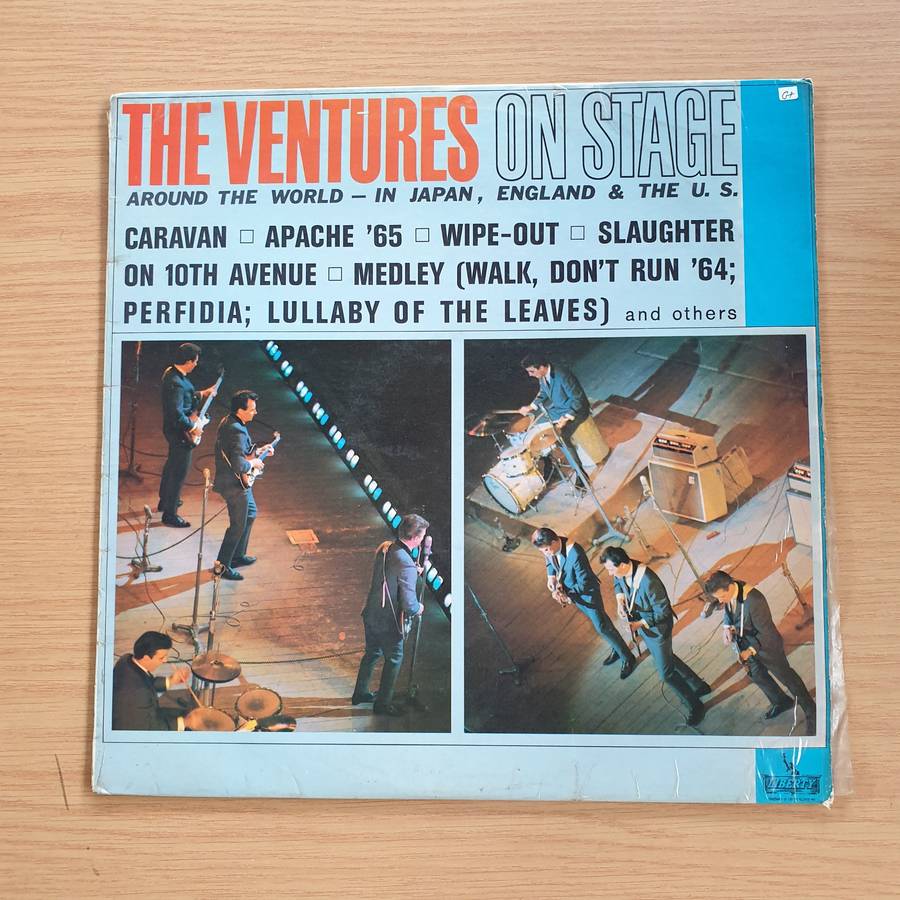 THE VENTURES ON STAGE
G+
AROUND THE WORLD – IN JAPAN, ENGLAND & THE U. S.
CARAVAN □ APACHE '65 □ WIPE-OUT □ SLAUGHTER
ON 10TH AVENUE □ MEDLEY (WALK, DON'T RUN '64;
PERFIDIA; LULLABY OF THE LEAVES) and others
LIBERTY